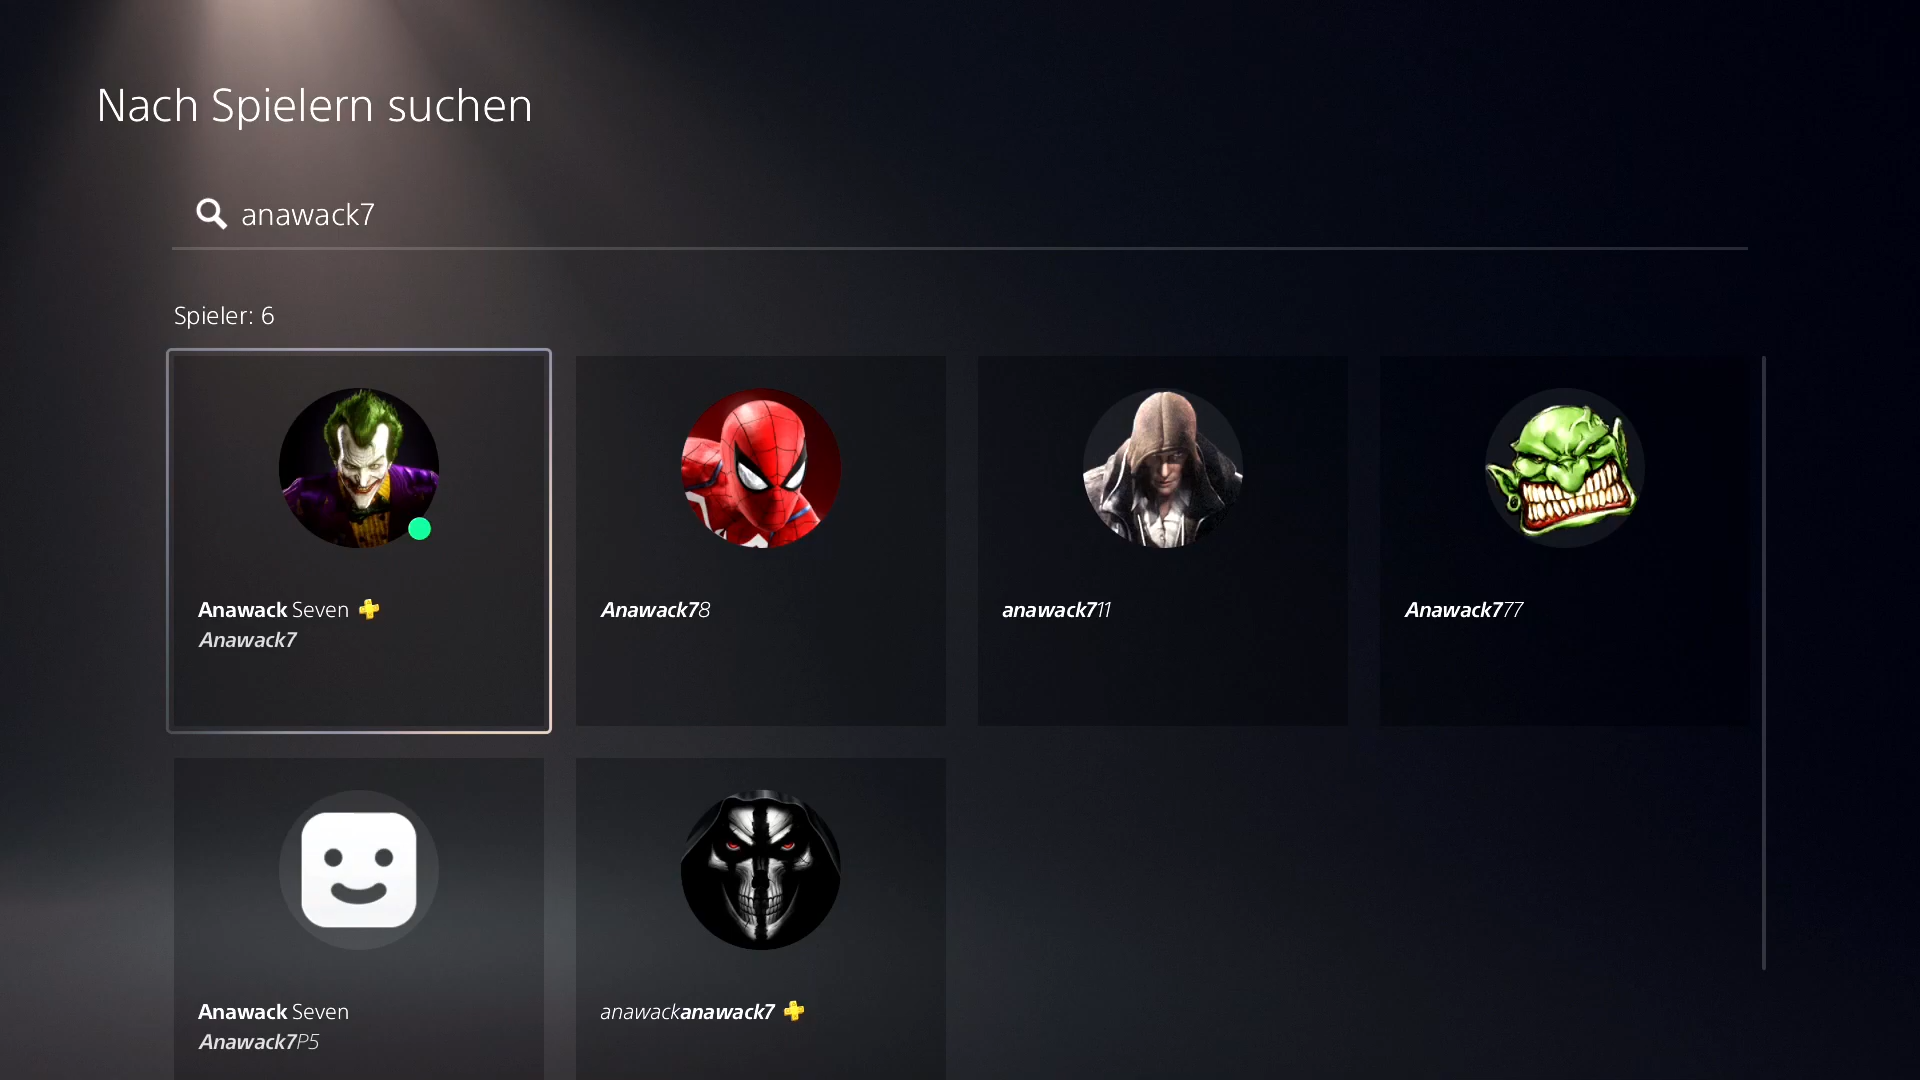 Nach Spielern suchen
anawack7
Spieler: 6
Anawack Seven
Anawack7
Anawack78
anawack711
Anawack777
Anawack Seven
Anawack7P5
anawackanawack7